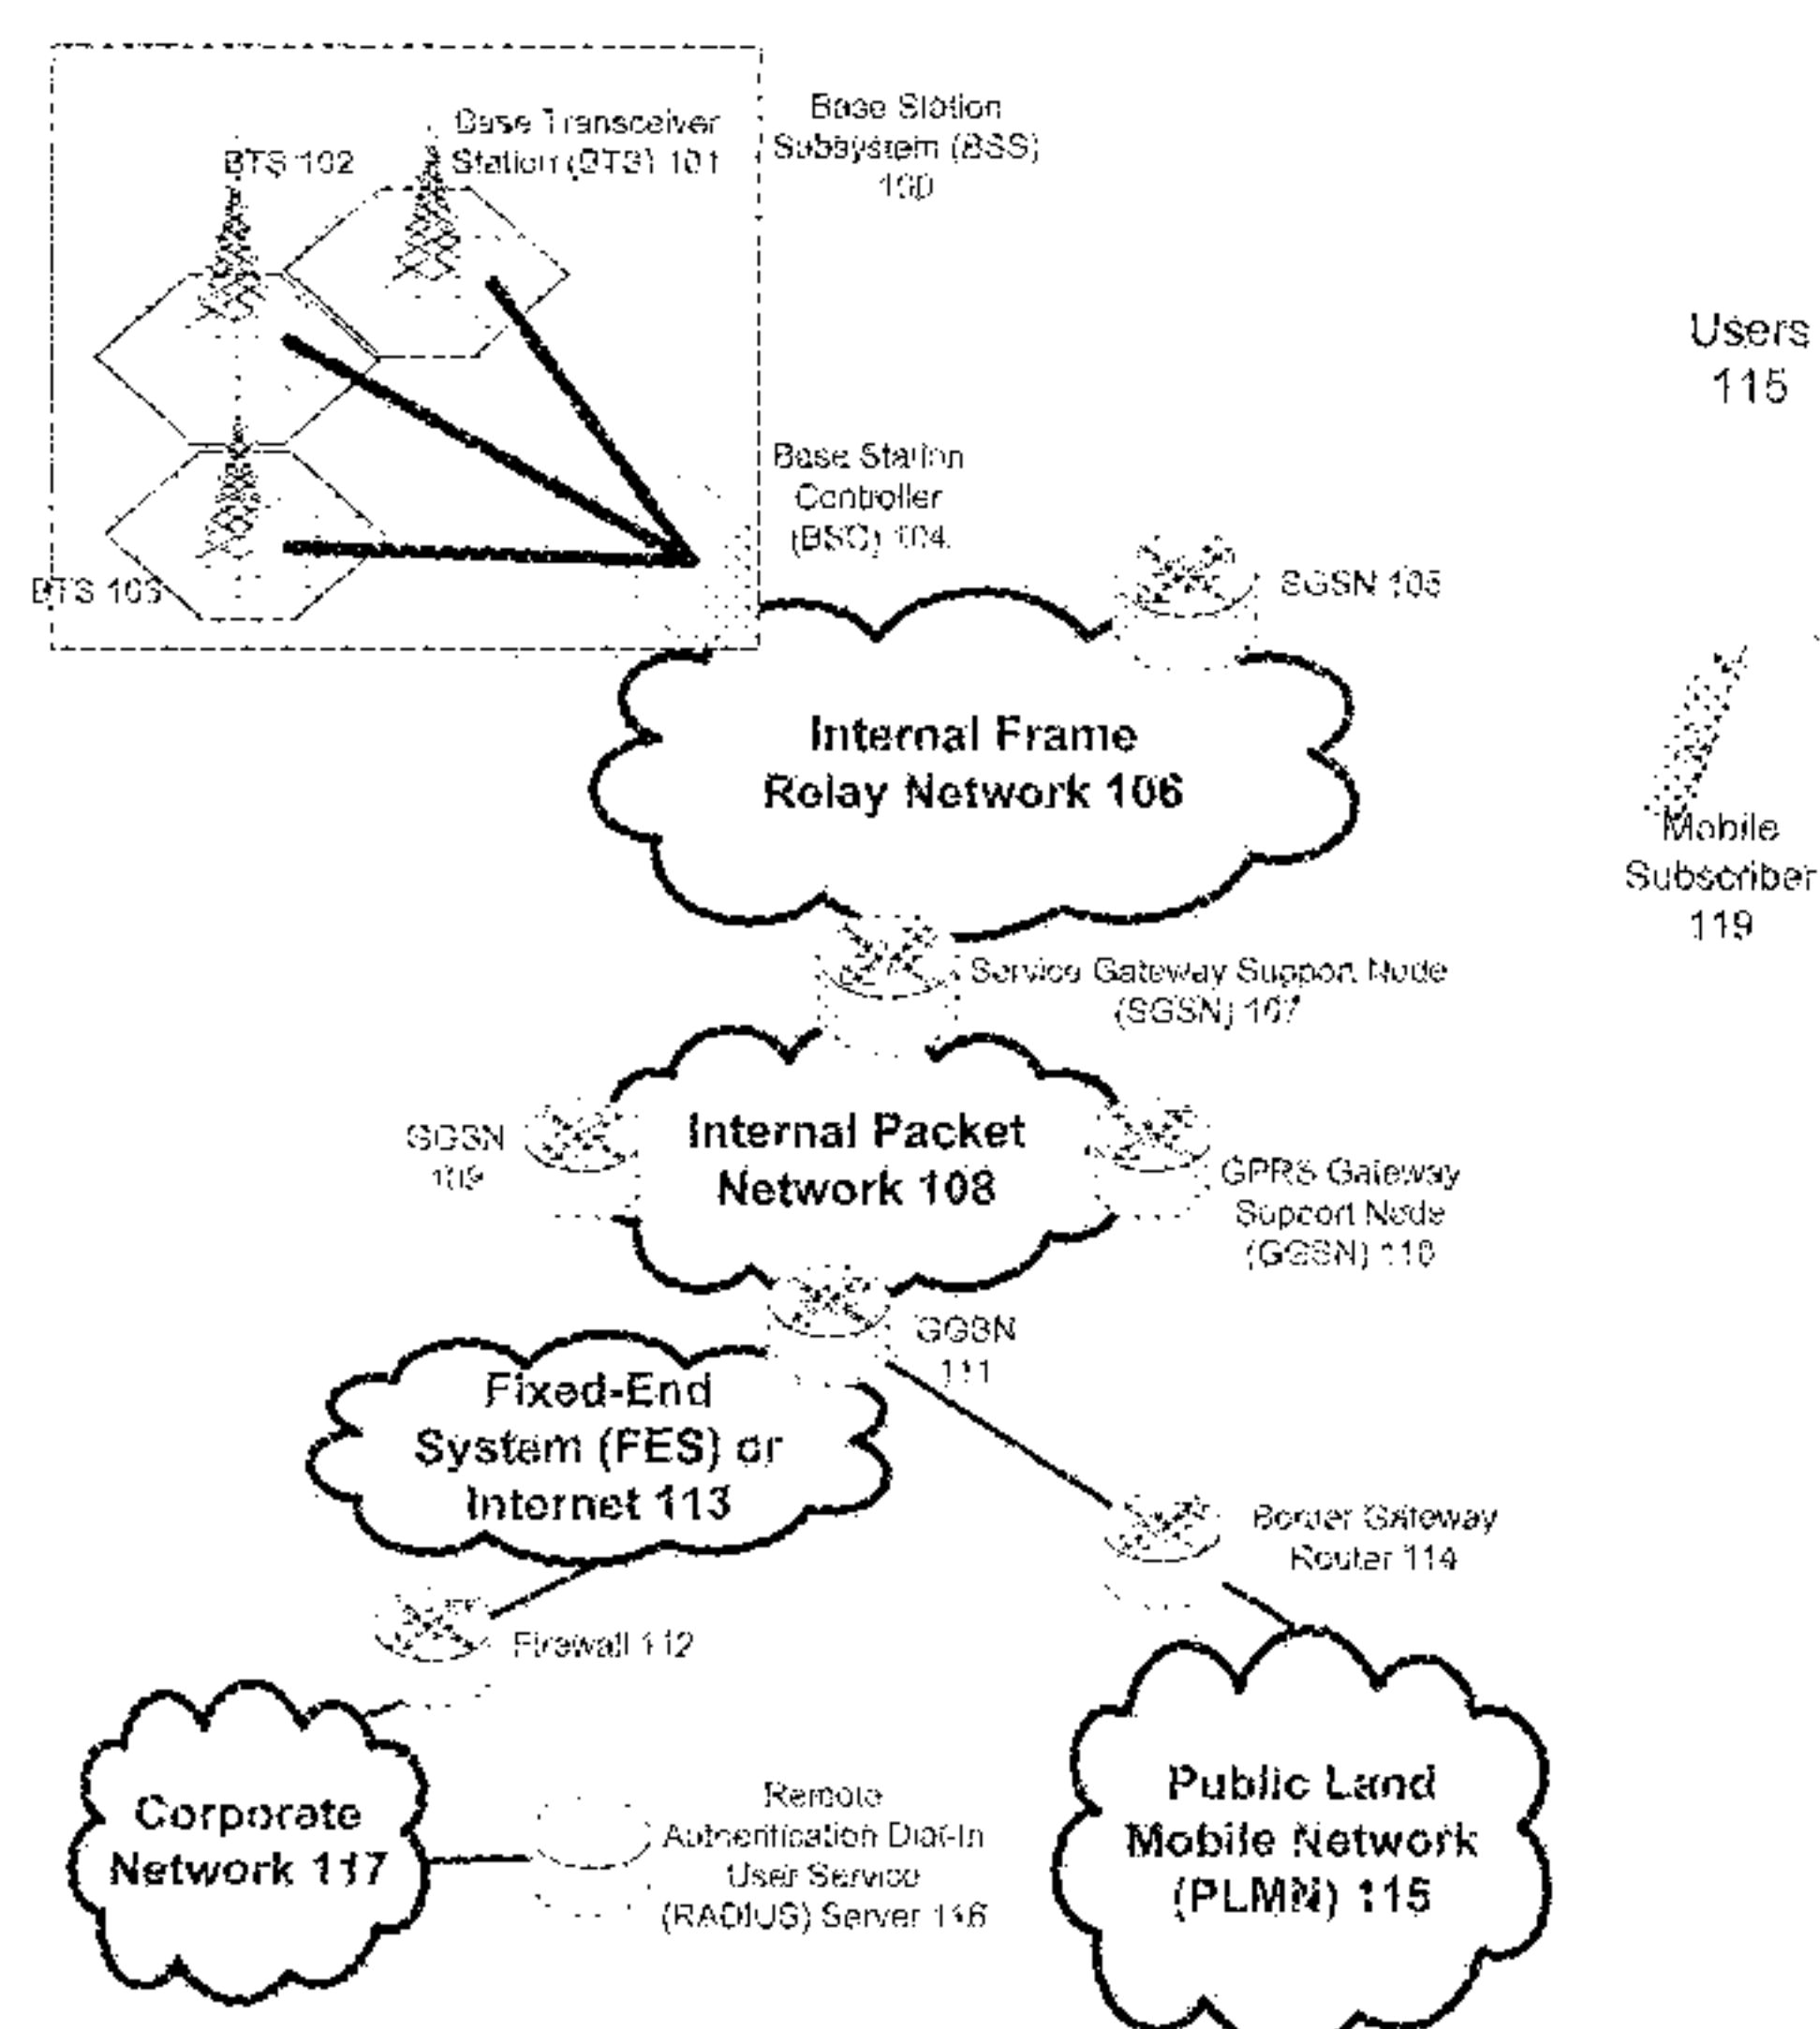 Base Transceiver
Station (BTS) 101
BTS 102
Base Station
Subsystem (BSS)
100
Users
115
Base Station
Controller
(BSC) 104
BTS 103
SGSN 105
Internal Frame
Relay Network 106
Mobile
Subscriber
119
Service Gateway Support Node
(SGSN) 107
GGSN
109
Internal Packet
Network 108
GPRS Gateway
Support Node
(GGSN) 110
GGSN
111
Fixed-End
System (FES) or
Internet 113
Border Gateway
Router 114
Firewall 112
Corporate
Network 117
Remote
Authentication Dial-In
User Service
(RADIUS) Server 116
Public Land
Mobile Network
(PLMN) 115